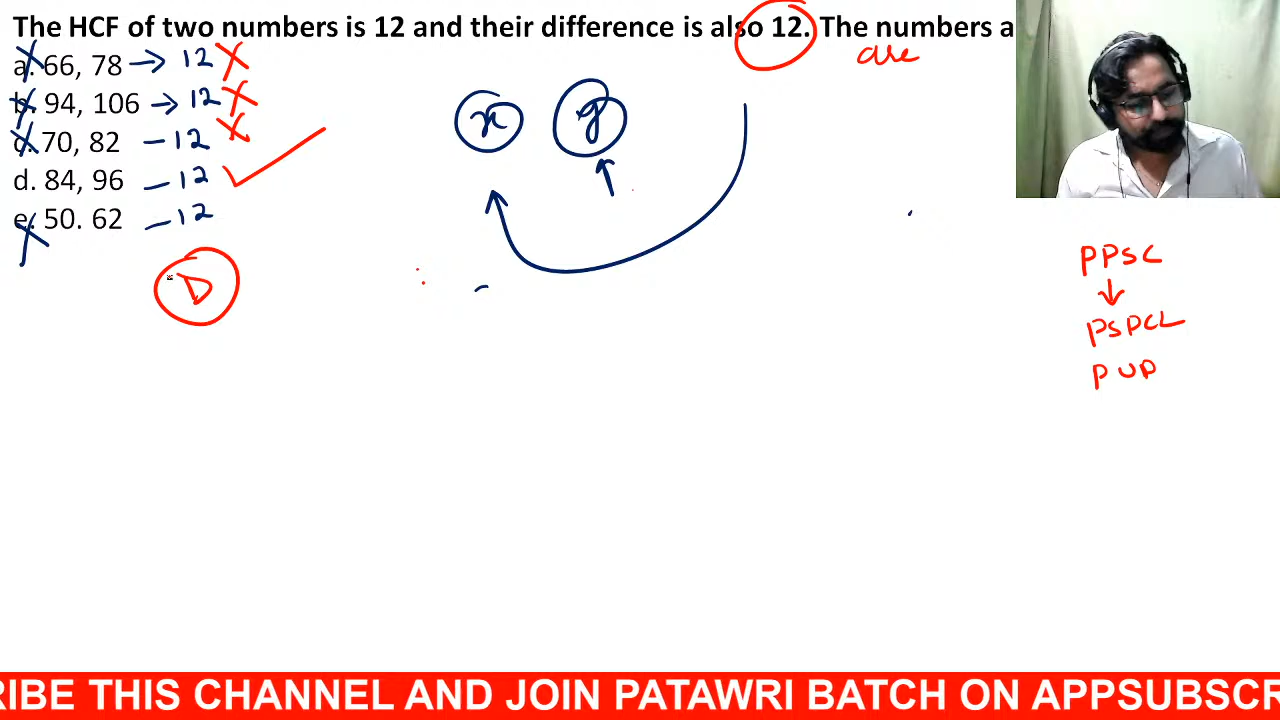 The HCF of two numbers is 12 and their difference is also 12. The numbers a
are
a. 66, 78 → 12 X
b. 94, 106 → 12 X
c. 70, 82 – 12 X
d. 84, 96 – 12 ✓
e. 50. 62 – 12
x y
D
PPSC
↓
PSPCL
PUP
RIBE THIS CHANNEL AND JOIN PATAWRI BATCH ON APPSUBSCR